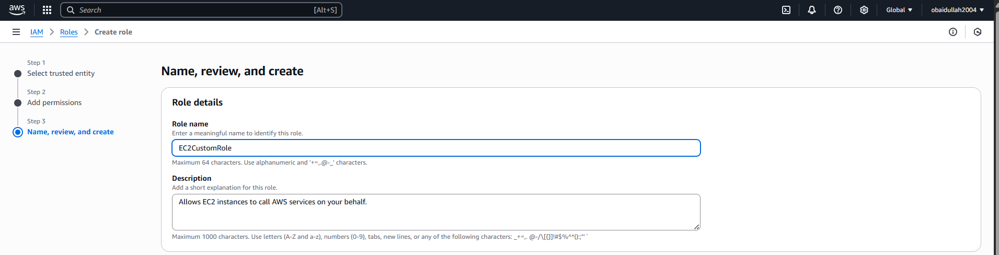 aws
Search [Alt+S]
Global obaidullah2004
IAM Roles Create role
Step 1
Select trusted entity
Step 2
Add permissions
Step 3
Name, review, and create
Name, review, and create
Role details
Role name
Enter a meaningful name to identify this role.
EC2CustomRole
Maximum 64 characters. Use alphanumeric and '+=,.@-_' characters.
Description
Add a short explanation for this role.
Allows EC2 instances to call AWS services on your behalf.
Maximum 1000 characters. Use letters (A-Z and a-z), numbers (0-9), tabs, new lines, or any of the following characters: _+=,. @-/\[{}]!#$%^*();:"'`